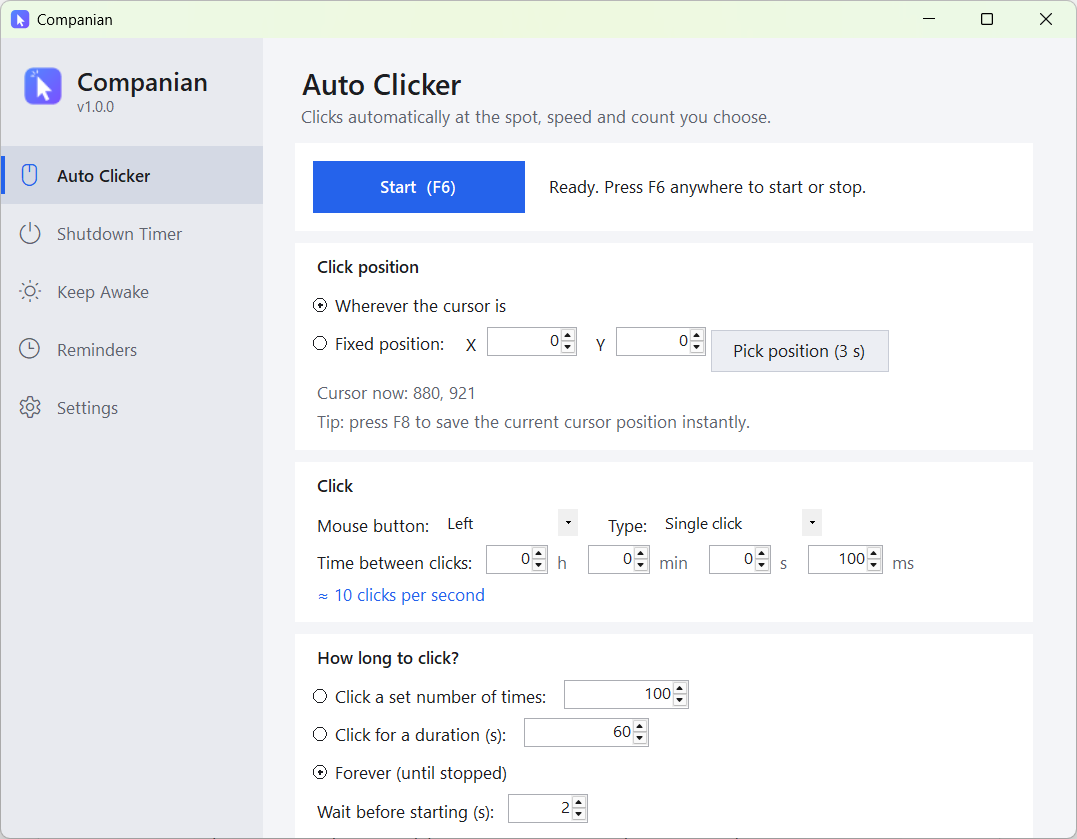 Companian
Companian
v1.0.0
Auto Clicker
Shutdown Timer
Keep Awake
Reminders
Settings
Auto Clicker
Clicks automatically at the spot, speed and count you choose.
Start (F6) Ready. Press F6 anywhere to start or stop.
Click position
Wherever the cursor is
Fixed position: X 0 Y 0 Pick position (3 s)
Cursor now: 880, 921
Tip: press F8 to save the current cursor position instantly.
Click
Mouse button: Left Type: Single click
Time between clicks: 0 h 0 min 0 s 100 ms
≈ 10 clicks per second
How long to click?
Click a set number of times: 100
Click for a duration (s): 60
Forever (until stopped)
Wait before starting (s): 2